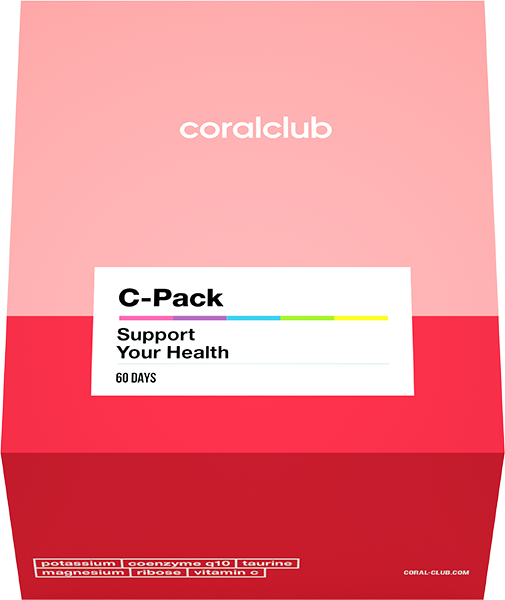 coralclub
C-Pack
Support
Your Health
60 DAYS
potassium coenzyme q10 taurine
magnesium ribose vitamin c
CORAL-CLUB.COM